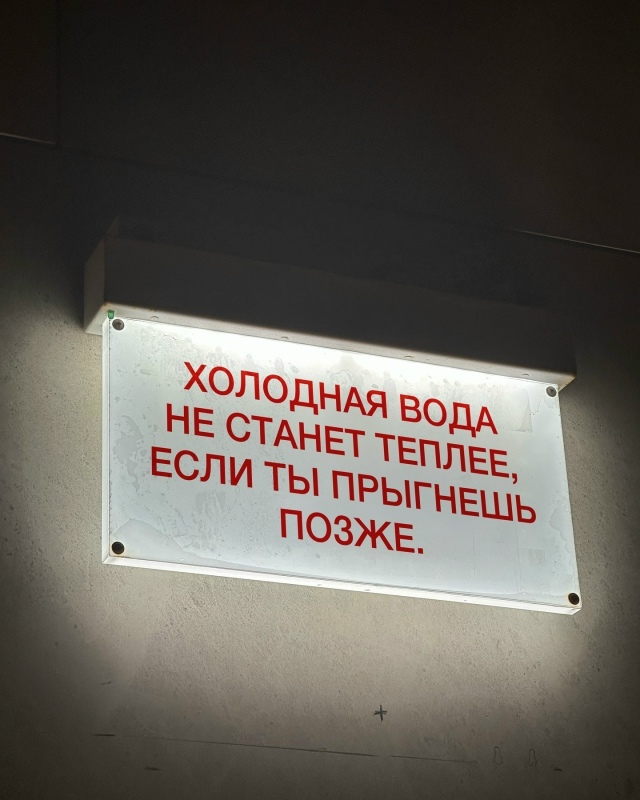 ХОЛОДНАЯ ВОДА
НЕ СТАНЕТ ТЕПЛЕЕ,
ЕСЛИ ТЫ ПРЫГНЕШЬ
ПОЗЖЕ.